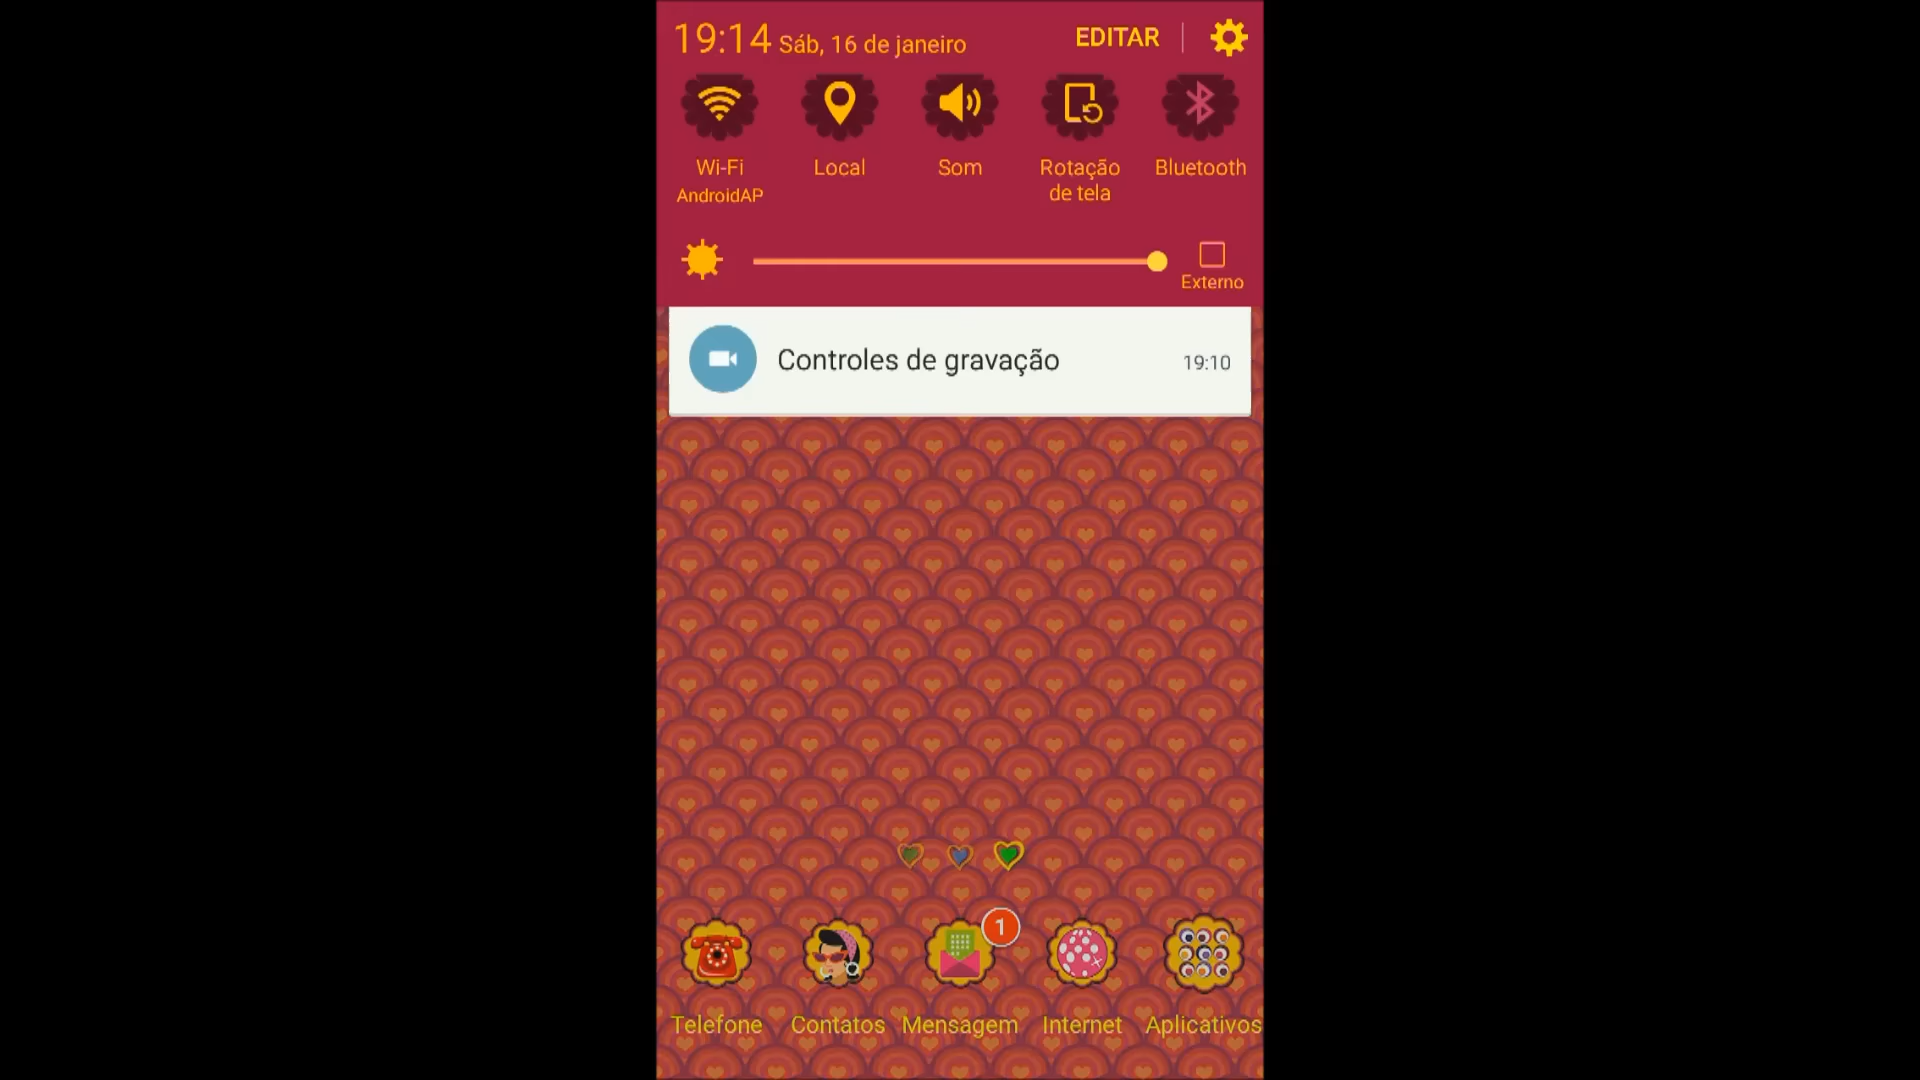 19:14 Sáb, 16 de janeiro EDITAR
Wi-Fi Local Som Rotação de tela Bluetooth
AndroidAP
Externo
Controles de gravação 19:10
1
Telefone Contatos Mensagem Internet Aplicativos